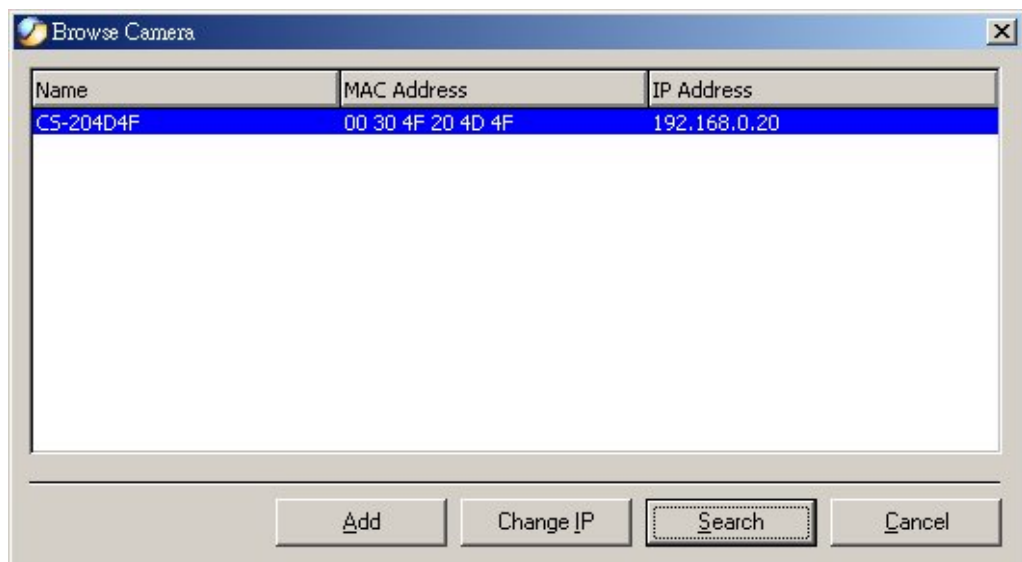 Browse Camera
Name MAC Address IP Address
CS-204D4F 00 30 4F 20 4D 4F 192.168.0.20
Add Change IP Search Cancel